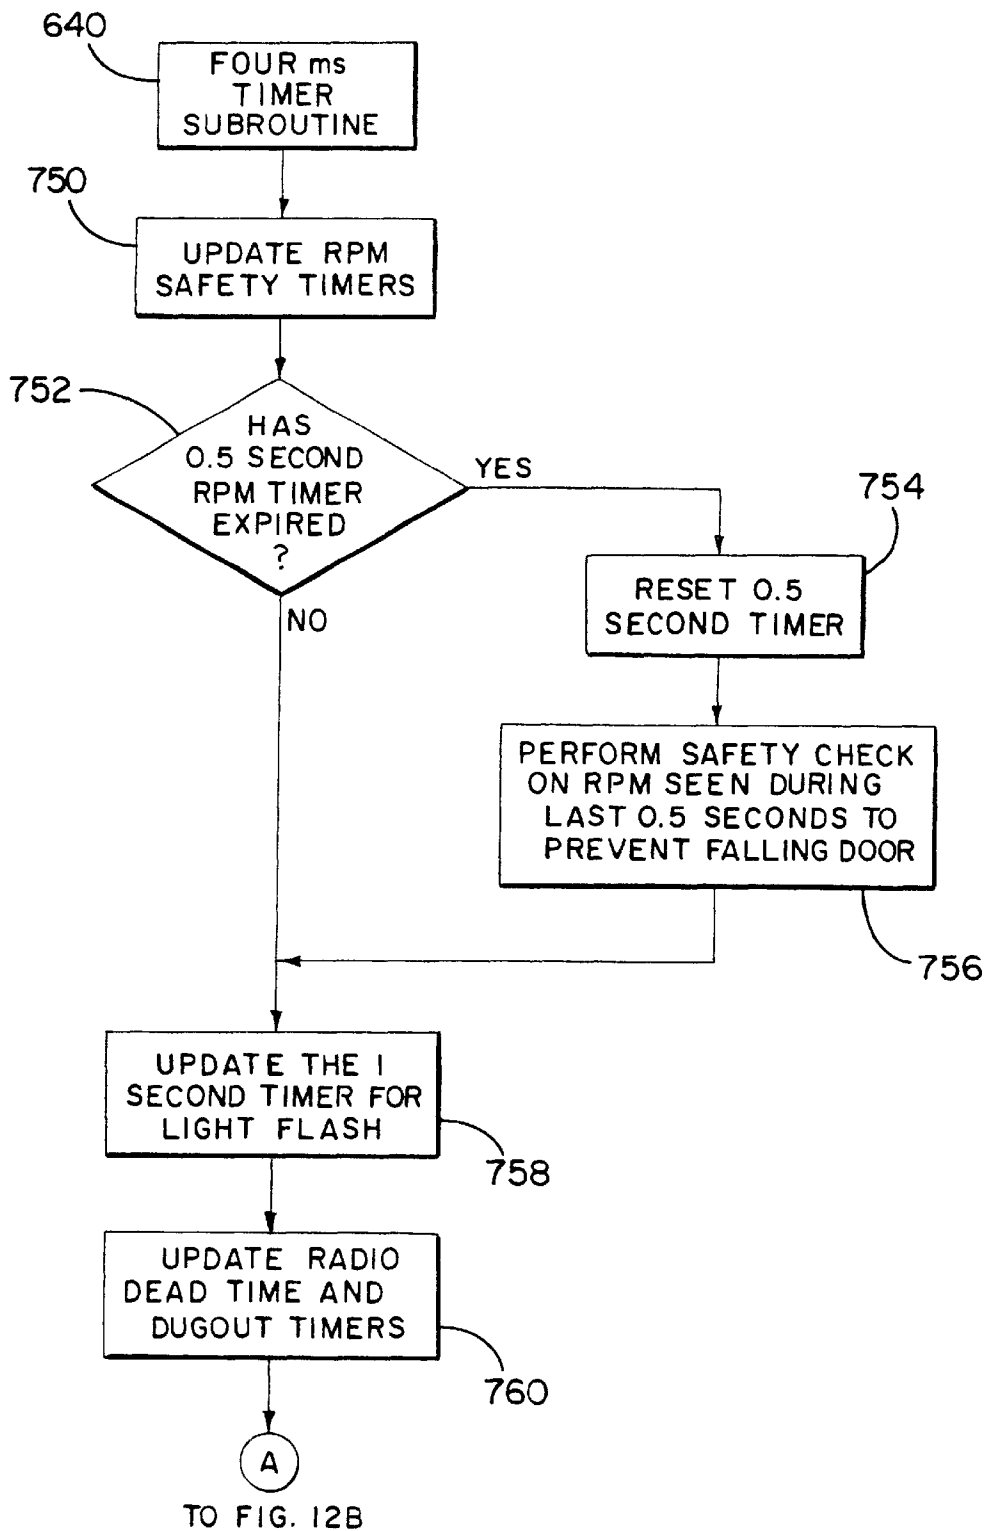 640
FOUR ms
TIMER
SUBROUTINE
750
UPDATE RPM
SAFETY TIMERS
752
HAS
0.5 SECOND
RPM TIMER
EXPIRED
?
YES
NO
754
RESET 0.5
SECOND TIMER
PERFORM SAFETY CHECK
ON RPM SEEN DURING
LAST 0.5 SECONDS TO
PREVENT FALLING DOOR
756
UPDATE THE 1
SECOND TIMER FOR
LIGHT FLASH
758
UPDATE RADIO
DEAD TIME AND
DUGOUT TIMERS
760
A
TO FIG. 12B